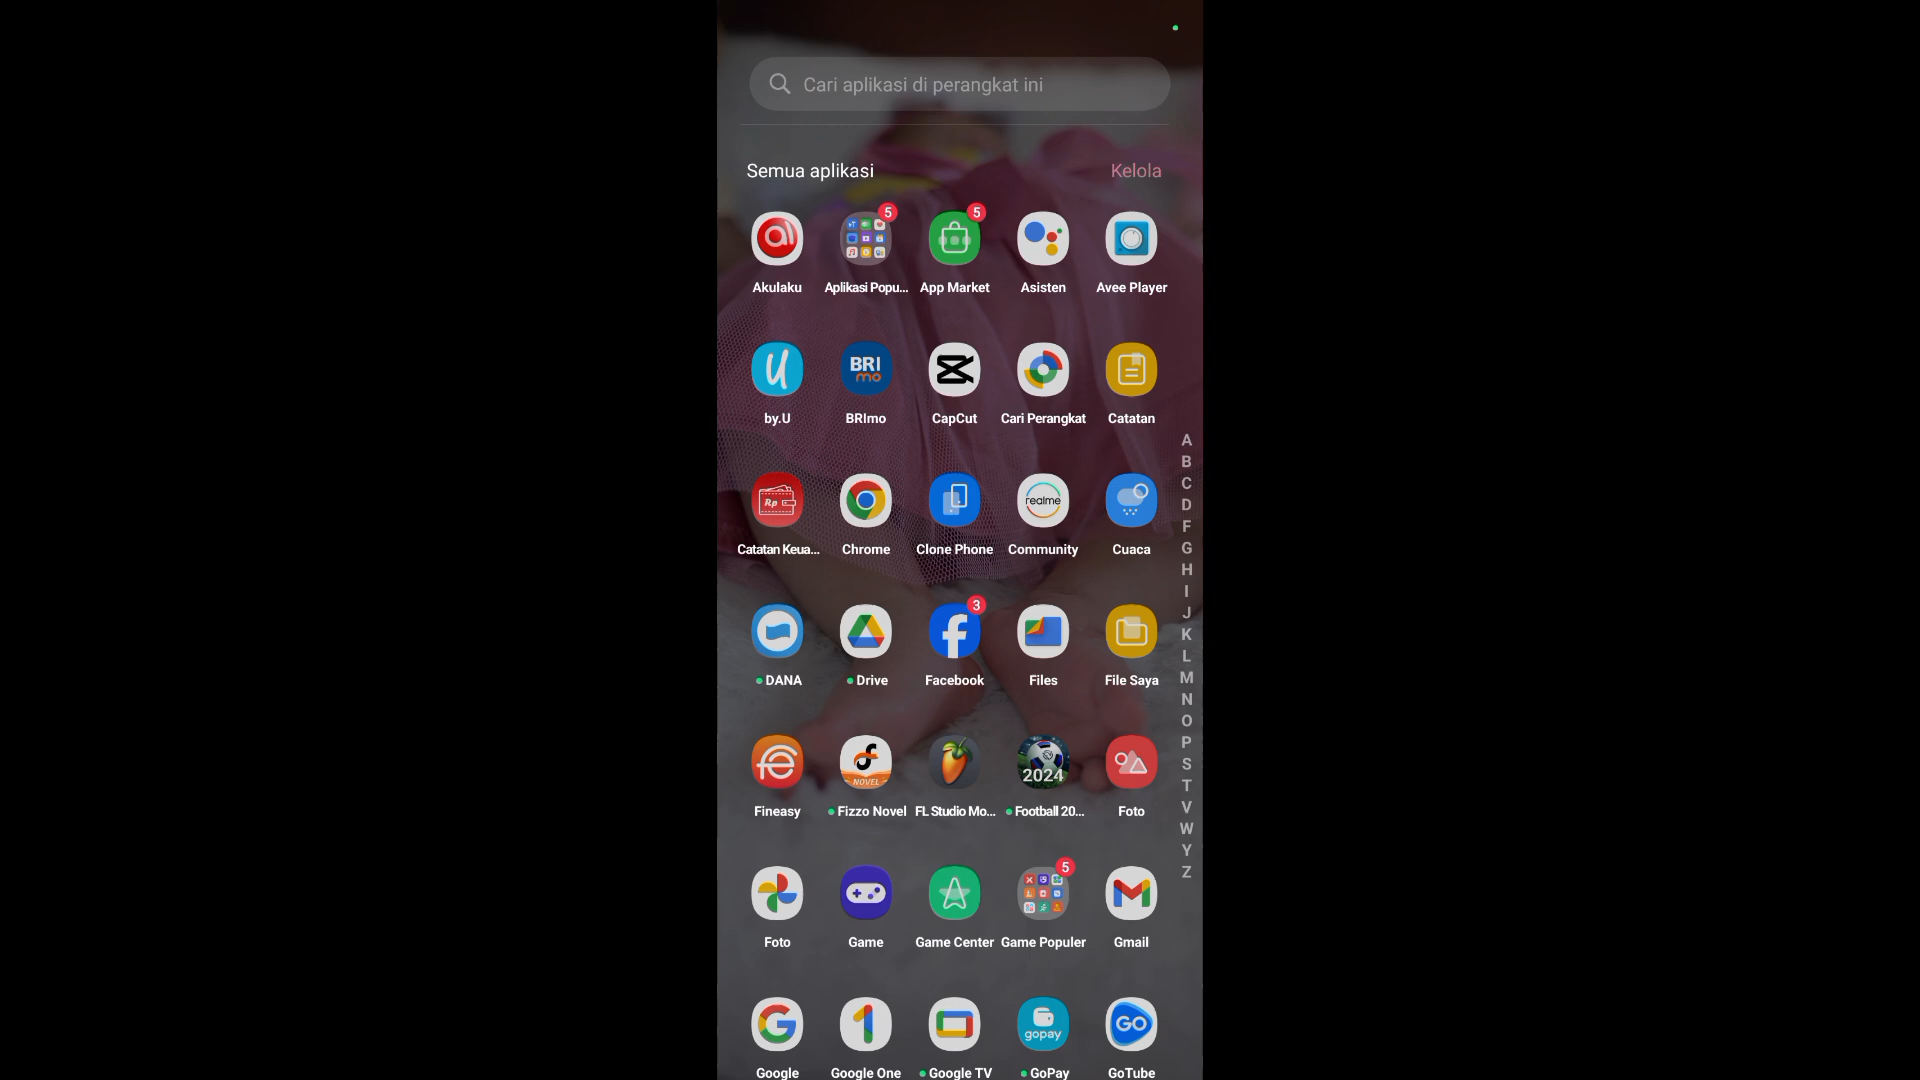 Cari aplikasi di perangkat ini
Semua aplikasi Kelola
5 5
Akulaku Aplikasi Popu... App Market Asisten Avee Player
U BRI mo
by.U BRImo CapCut Cari Perangkat Catatan
A
B
C
Rp realme
D
F
Catatan Keua... Chrome Clone Phone Community Cuaca
G
H
I
3
J
K
L
DANA Drive Facebook Files File Saya
M
N
O
P
NOVEL 2024
S
T
Fineasy Fizzo Novel FL Studio Mo... Football 20... Foto
V
W
Y
5
Z
Foto Game Game Center Game Populer Gmail
gopay GO
Google Google One Google TV GoPay GoTube